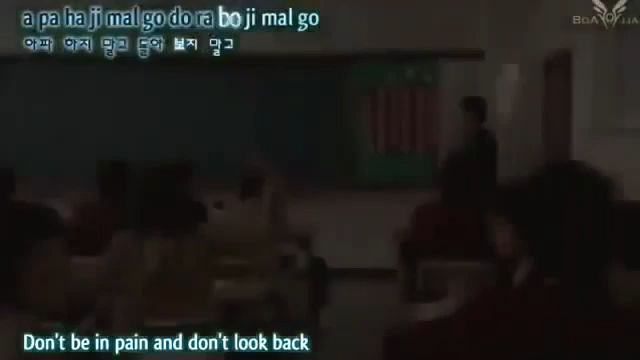 a pa ha ji mal go do ra bo ji mal go
아파 하지 말고 돌아 보지 말고
Don't be in pain and don't look back